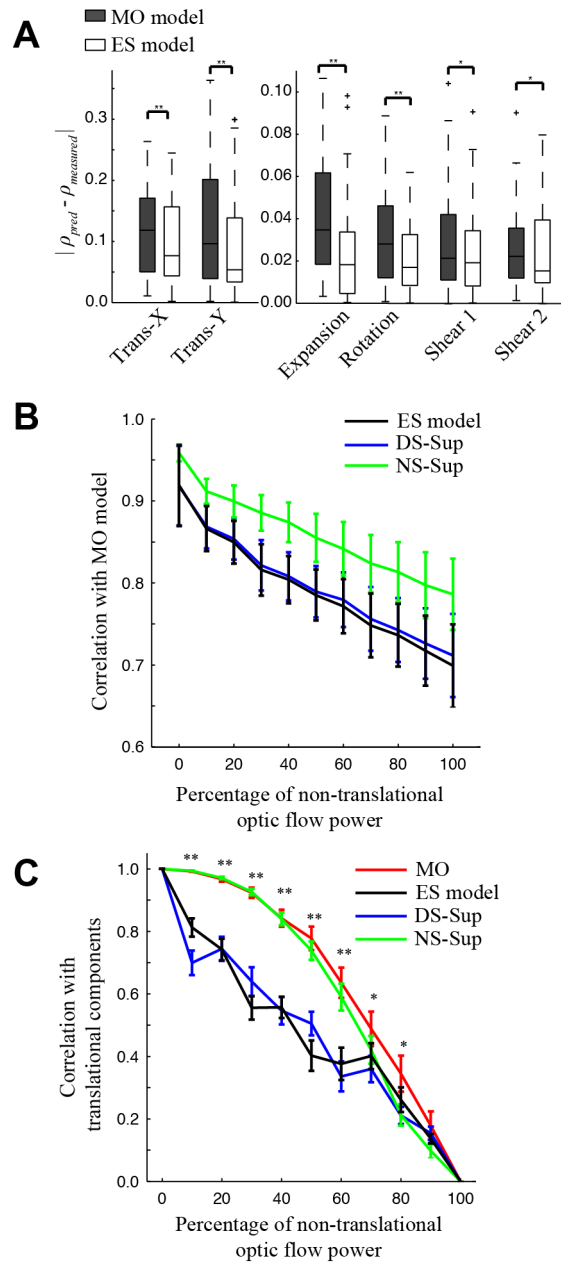 A
MO model
ES model
| ρpred - ρmeasured |
0.3
0.2
0.1
0.0
** **
Trans-X
Trans-Y
0.10
0.08
0.06
0.04
0.02
0.00
** ** * *
Expansion
Rotation
Shear 1
Shear 2
B
ES model
DS-Sup
NS-Sup
Correlation with MO model
1.0
0.9
0.8
0.7
0.6
0 20 40 60 80 100
Percentage of non-translational
optic flow power
C
MO
ES model
DS-Sup
NS-Sup
** ** ** ** ** ** * *
Correlation with
translational components
1.0
0.8
0.6
0.4
0.2
0.0
0 20 40 60 80 100
Percentage of non-translational
optic flow power